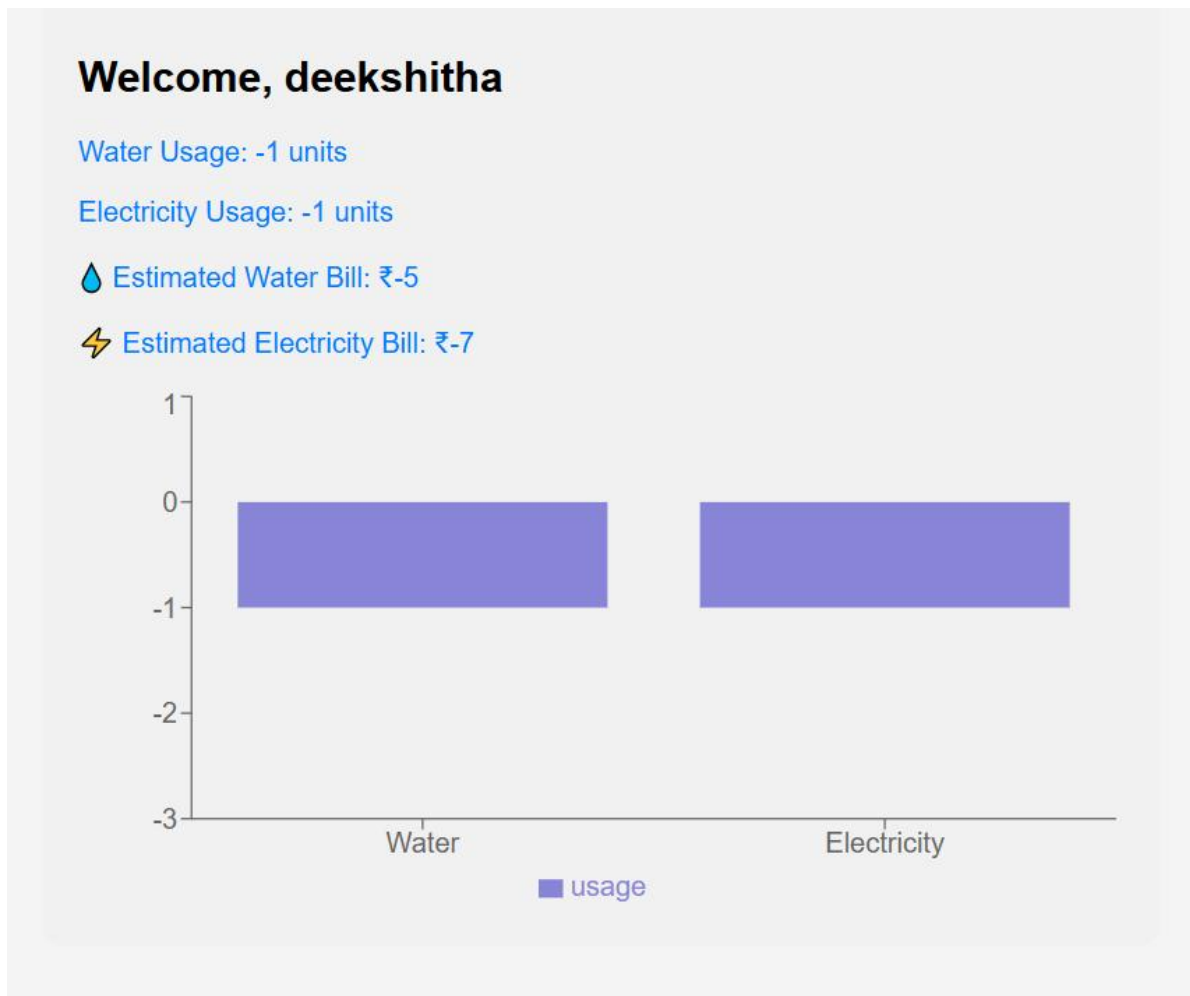 Welcome, deekshitha
Water Usage: -1 units
Electricity Usage: -1 units
💧 Estimated Water Bill: ₹-5
⚡ Estimated Electricity Bill: ₹-7
1
0
-1
-2
-3
Water Electricity
usage